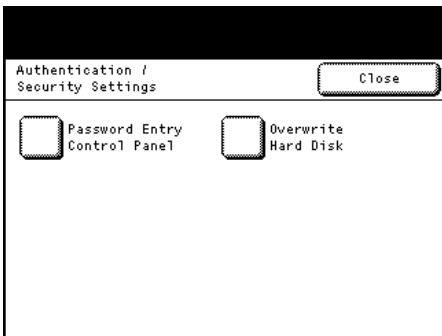 Authentication /
Security Settings
Close
Password Entry
Control Panel
Overwrite
Hard Disk